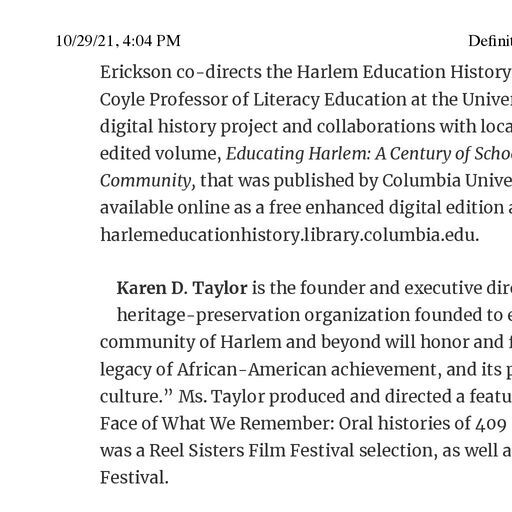 10/29/21, 4:04 PM Defini
Erickson co-directs the Harlem Education History
Coyle Professor of Literacy Education at the Univer
digital history project and collaborations with loca
edited volume, Educating Harlem: A Century of Scho
Community, that was published by Columbia Unive
available online as a free enhanced digital edition a
harlemeducationhistory.library.columbia.edu.
Karen D. Taylor is the founder and executive dire
heritage-preservation organization founded to e
community of Harlem and beyond will honor and f
legacy of African-American achievement, and its p
culture.” Ms. Taylor produced and directed a featu
Face of What We Remember: Oral histories of 409
was a Reel Sisters Film Festival selection, as well a
Festival.